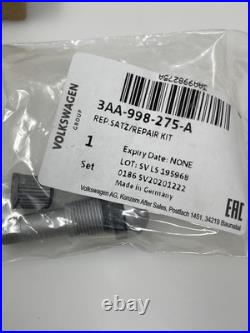 3AA998275A
VOLKSWAGEN
GROUP
3AA-998-275-A
REP.SATZ/REPAIR KIT
1
Set
Expiry Date: NONE
LOT: SV LS 195968
0186 SV20201222
Made in Germany
Volkswagen AG, Konzern After Sales, Postfach 1451, 34219 Baunatal
EAC